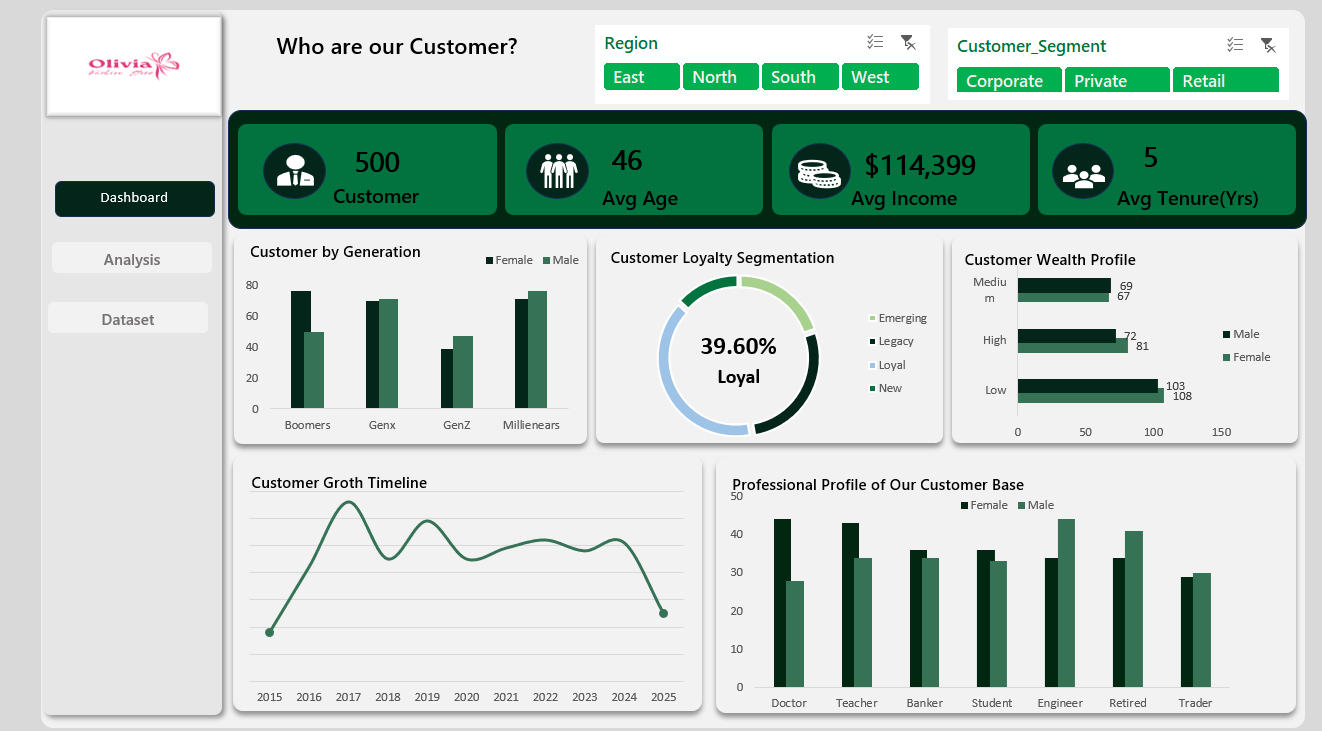 Olivia
Who are our Customer?
Region
East North South West
Customer_Segment
Corporate Private Retail
Dashboard
Analysis
Dataset
500
Customer
46
Avg Age
$114,399
Avg Income
5
Avg Tenure(Yrs)
Customer by Generation
Female Male
80
60
40
20
0
Boomers Genx GenZ Millienears
Customer Loyalty Segmentation
39.60%
Loyal
Emerging
Legacy
Loyal
New
Customer Wealth Profile
Mediu
m
69
67
High
72
81
Low
103
108
Male
Female
0 50 100 150
Customer Groth Timeline
2015 2016 2017 2018 2019 2020 2021 2022 2023 2024 2025
Professional Profile of Our Customer Base
Female Male
50
40
30
20
10
0
Doctor Teacher Banker Student Engineer Retired Trader